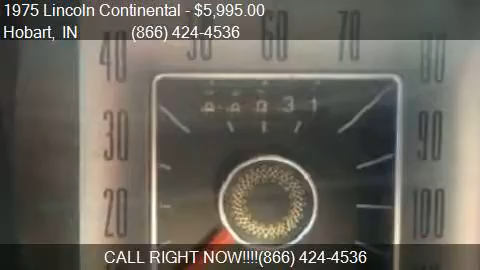 1975 Lincoln Continental - $5,995.00
Hobart, IN (866) 424-4536
40 50 60 70 80
31
30 90
20 100
CALL RIGHT NOW!!!!(866) 424-4536